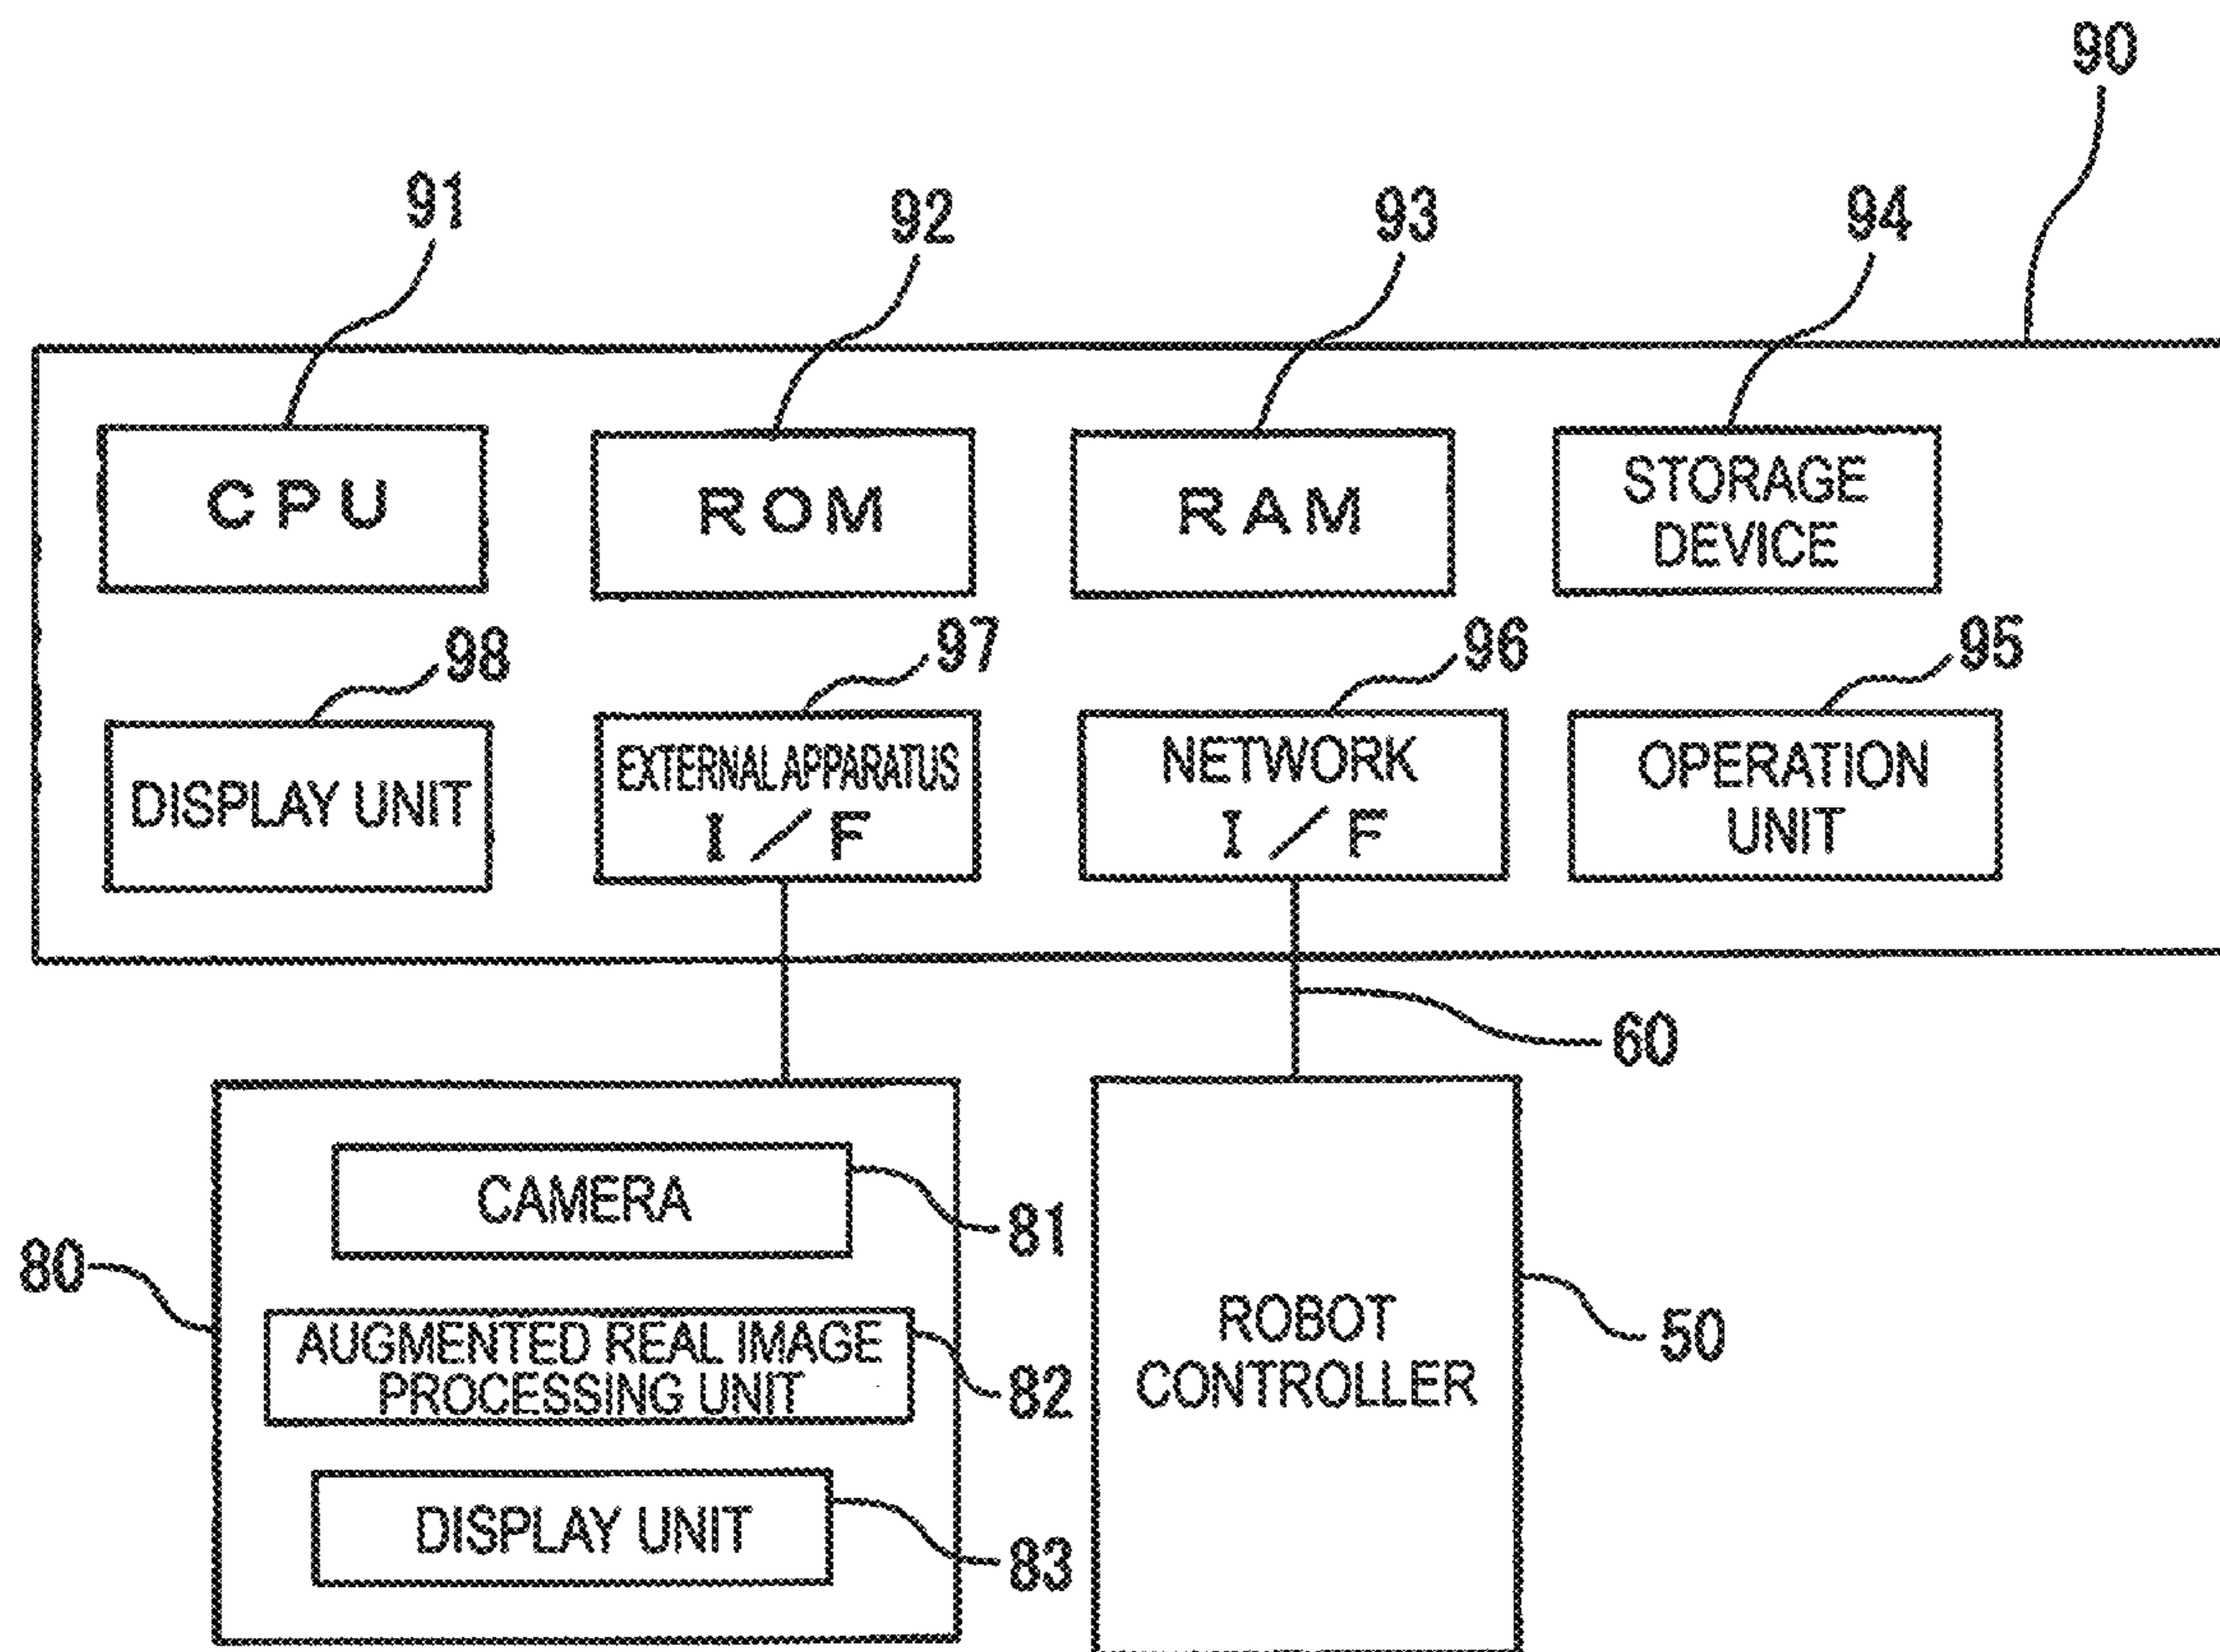 90
91
92
93
94
CPU
ROM
RAM
STORAGE
DEVICE
98
97
96
95
DISPLAY UNIT
EXTERNAL APPARATUS
I/F
NETWORK
I/F
OPERATION
UNIT
60
80
CAMERA
81
AUGMENTED REAL IMAGE
PROCESSING UNIT
82
DISPLAY UNIT
83
ROBOT
CONTROLLER
50